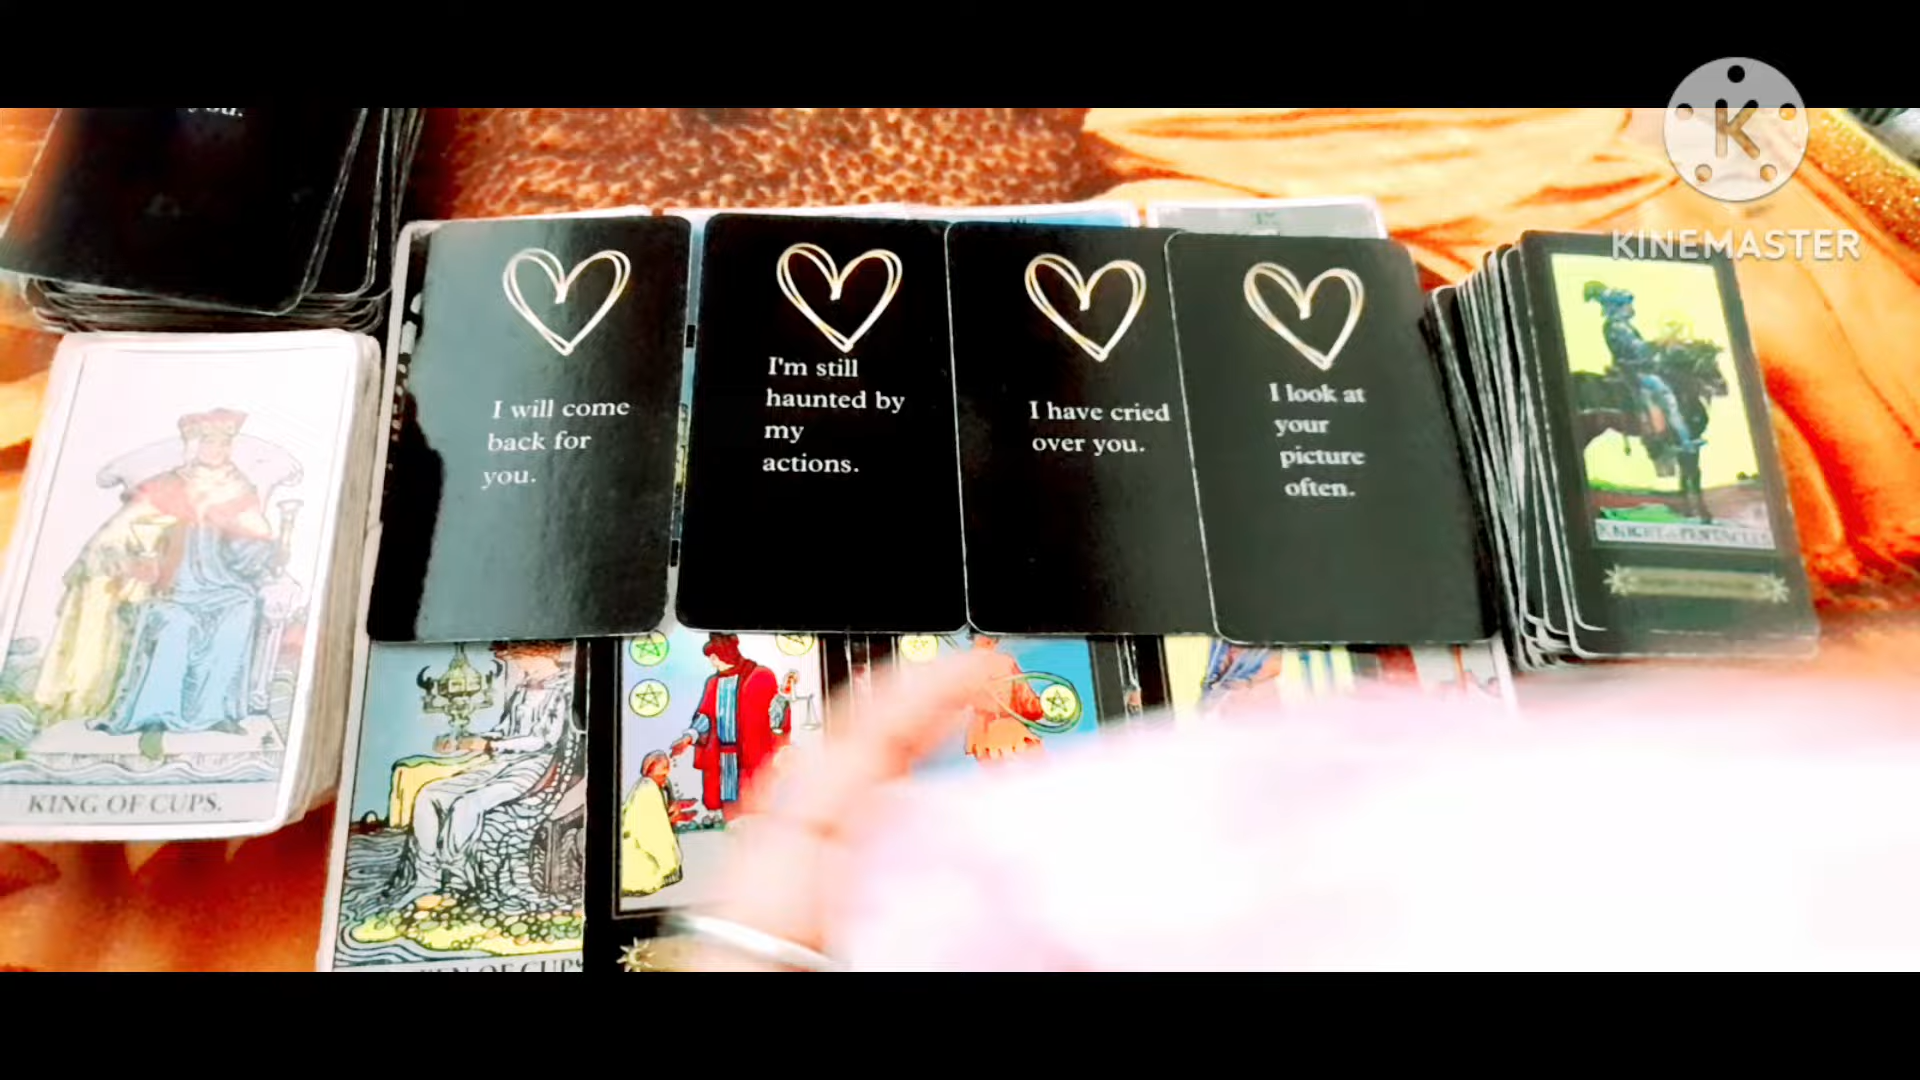 you.
K
KINEMASTER
I will come
back for
you.
I'm still
haunted by
my
actions.
I have cried
over you.
I look at
your
picture
often.
KNIGHT of PENTACLES
KING OF CUPS.
OF CUPS